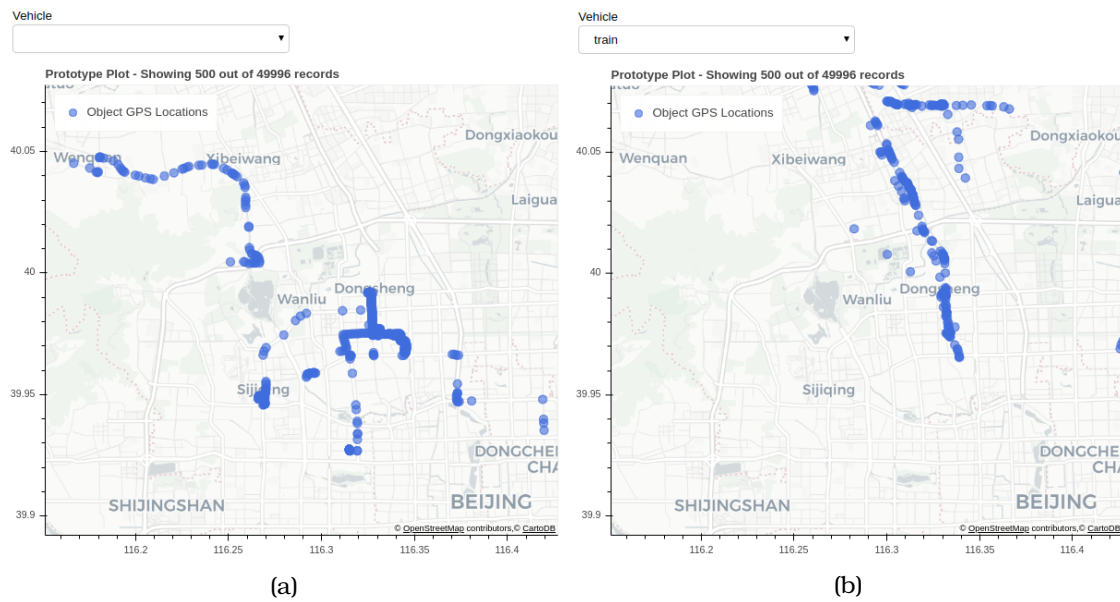 Vehicle
Prototype Plot - Showing 500 out of 49996 records
Object GPS Locations
Dongxiaokou
40.05
Wenquan
Xibeiwang
Laigua
40
Wanliu
Dongsheng
39.95
Sijiqing
DONGCHE
CHA
SHIJINGSHAN
BEIJING
39.9
© OpenStreetMap contributors,© CartoDB
116.2
116.25
116.3
116.35
116.4
(a)
Vehicle
train
Prototype Plot - Showing 500 out of 49996 records
Object GPS Locations
Dongxiaokou
40.05
Wenquan
Xibeiwang
Laigua
40
Wanliu
39.95
Sijiqing
DONGCHE
CHA
SHIJINGSHAN
BEIJING
39.9
© OpenStreetMap contributors,© CartoDB
116.2
116.25
116.3
116.35
116.4
(b)